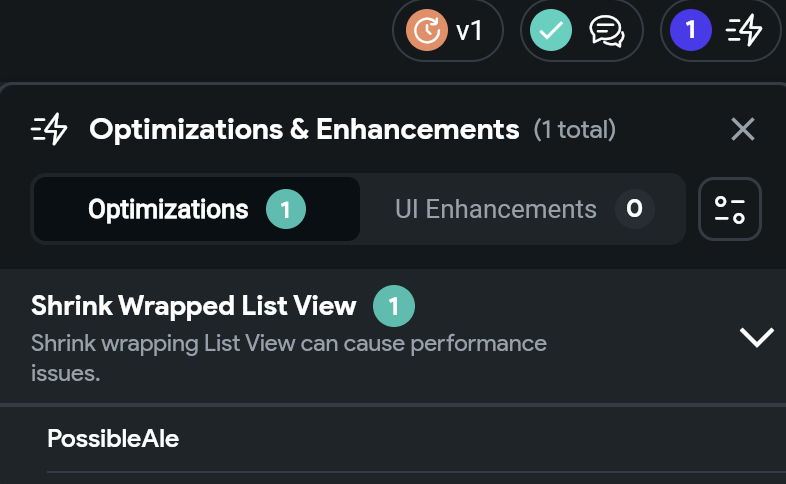 v1
1
Optimizations & Enhancements (1 total)
Optimizations 1
UI Enhancements 0
Shrink Wrapped List View 1
Shrink wrapping List View can cause performance
issues.
PossibleAle